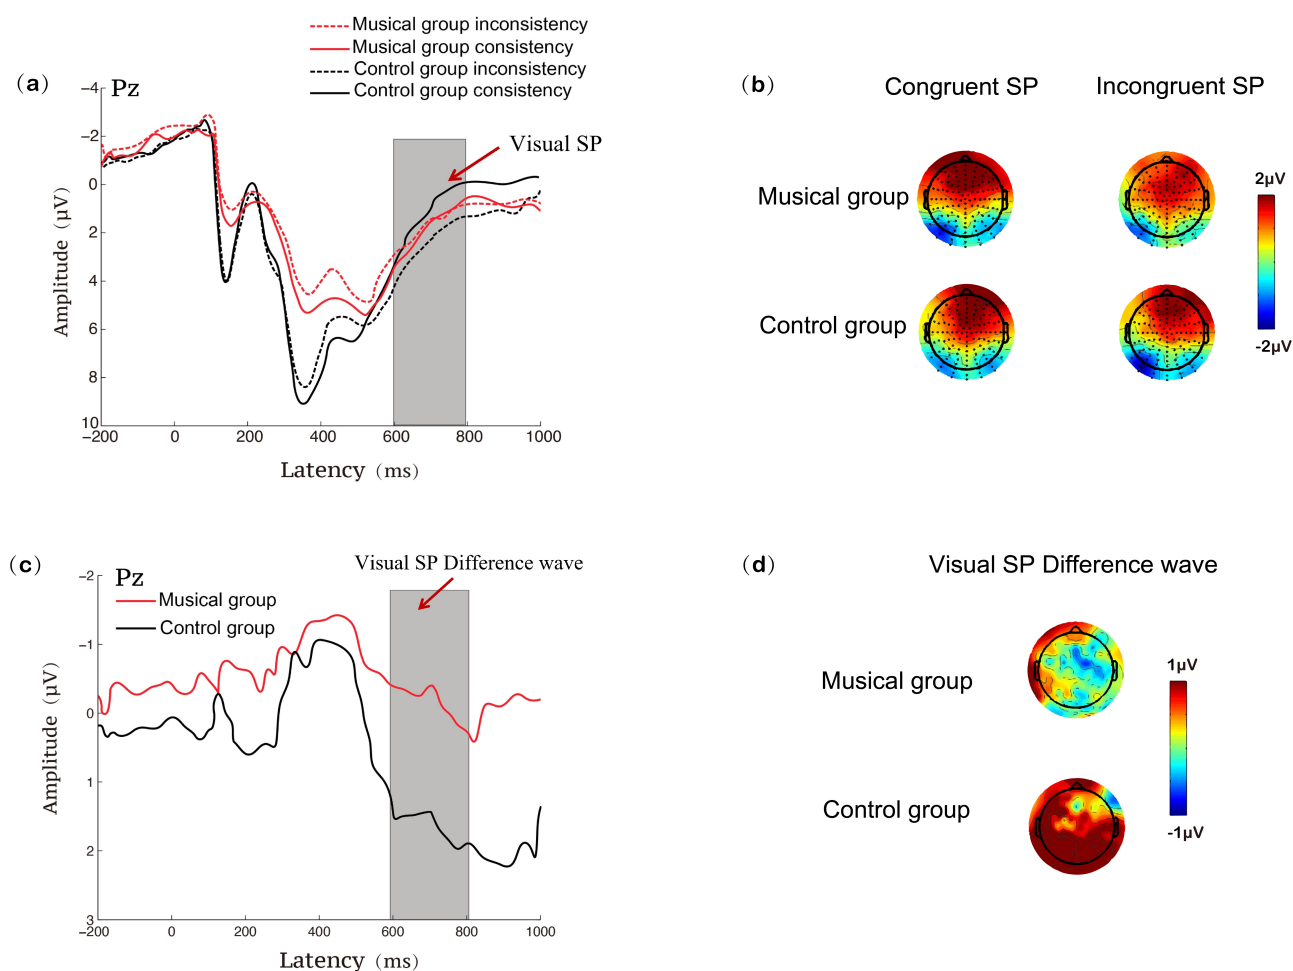 Musical group inconsistency
Musical group consistency
Control group inconsistency
Control group consistency
(a)
Pz
Visual SP
−4
−2
0
2
4
6
8
10
Amplitude (µV)
−200
0
200
400
600
800
1000
Latency (ms)
(b)
Congruent SP
Incongruent SP
Musical group
Control group
2µV
-2µV
(c)
Visual SP Difference wave
Pz
Musical group
Control group
−2
−1
0
1
2
3
Amplitude (µV)
−200
0
200
400
600
800
1000
Latency (ms)
(d)
Visual SP Difference wave
Musical group
Control group
1µV
-1µV